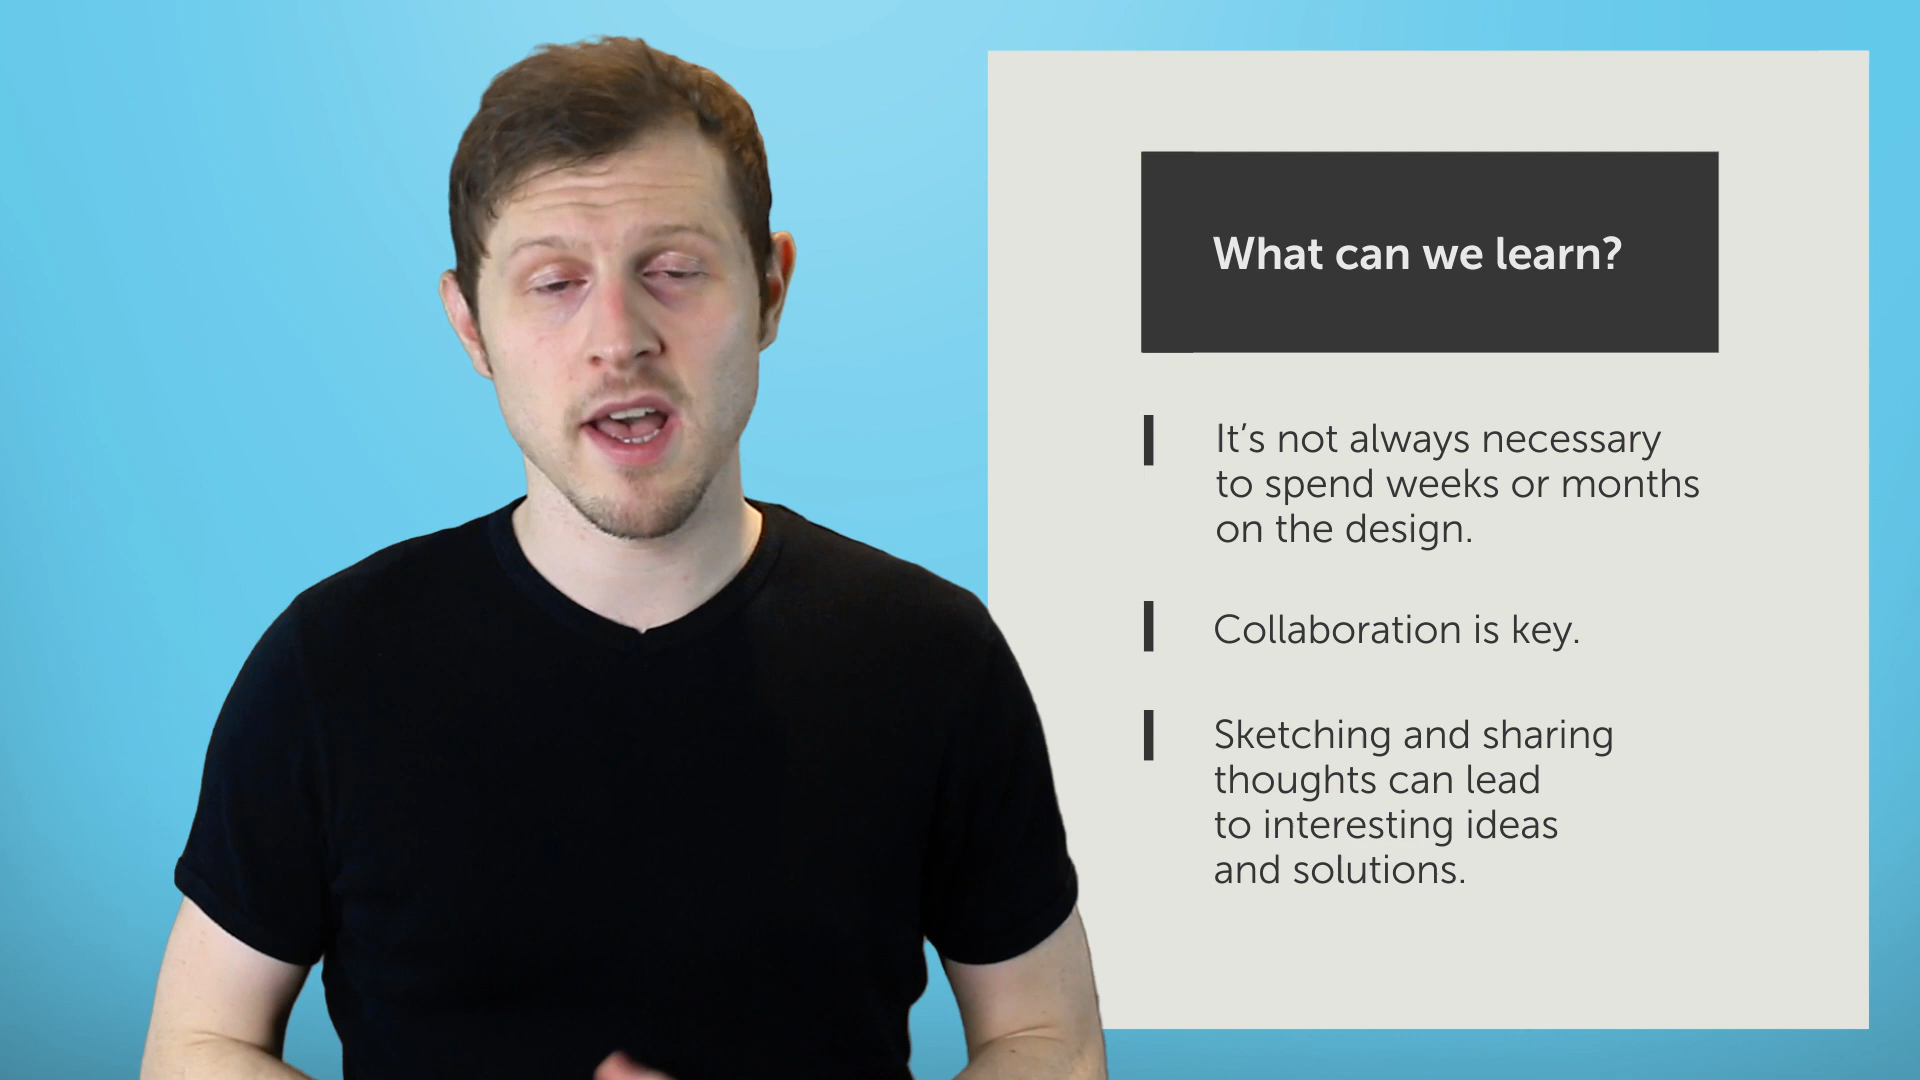 What can we learn?
It’s not always necessary
to spend weeks or months
on the design.
Collaboration is key.
Sketching and sharing
thoughts can lead
to interesting ideas
and solutions.